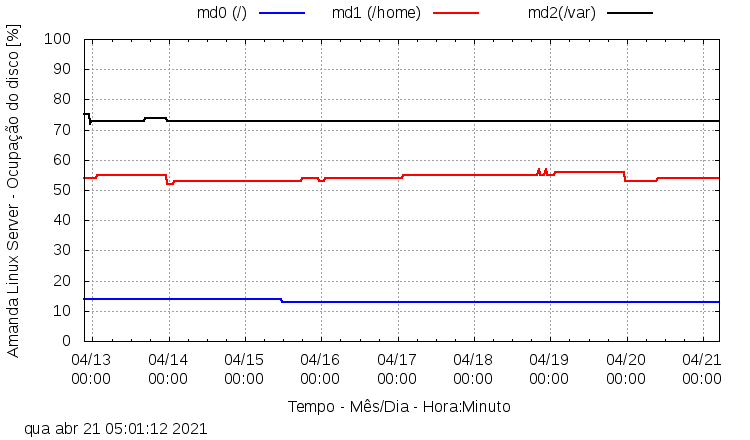 md0 (/) md1 (/home) md2(/var)
Amanda Linux Server - Ocupação do disco [%]
100
90
80
70
60
50
40
30
20
10
0
04/13 04/14 04/15 04/16 04/17 04/18 04/19 04/20 04/21
00:00 00:00 00:00 00:00 00:00 00:00 00:00 00:00 00:00
Tempo - Mês/Dia - Hora:Minuto
qua abr 21 05:01:12 2021